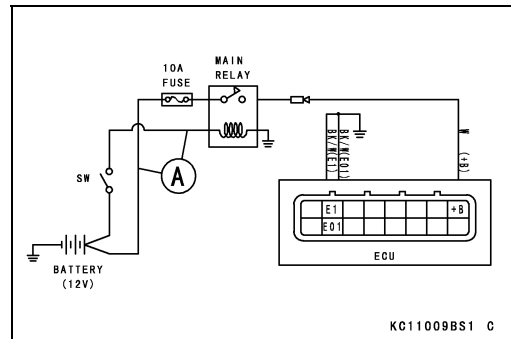 10A
FUSE
MAIN
RELAY
BK/W(E1)
BK/W(E01)
W (+B)
SW
A
E1
+B
E01
ECU
BATTERY
(12V)
KC11009BS1 C